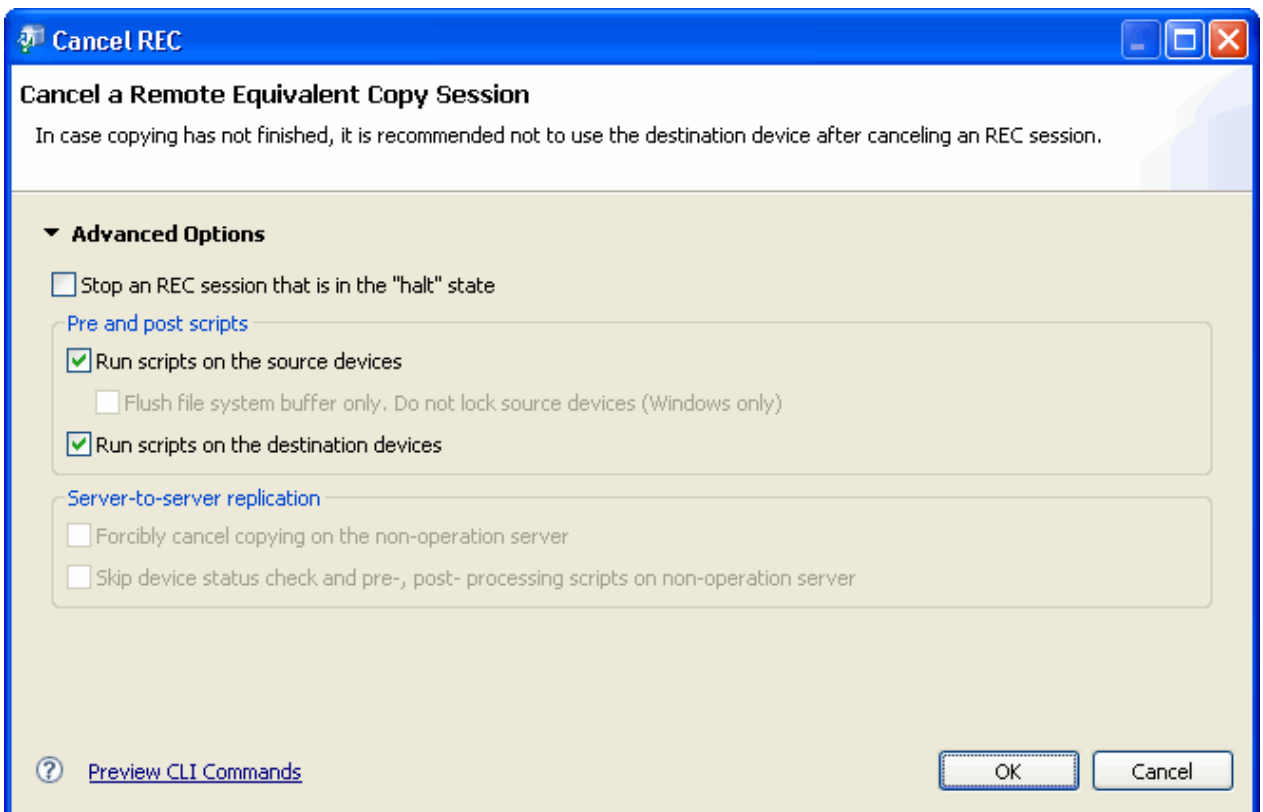 Cancel REC
Cancel a Remote Equivalent Copy Session
In case copying has not finished, it is recommended not to use the destination device after canceling an REC session.
Advanced Options
Stop an REC session that is in the "halt" state
Pre and post scripts
Run scripts on the source devices
Flush file system buffer only. Do not lock source devices (Windows only)
Run scripts on the destination devices
Server-to-server replication
Forcibly cancel copying on the non-operation server
Skip device status check and pre-, post- processing scripts on non-operation server
? Preview CLI Commands OK Cancel